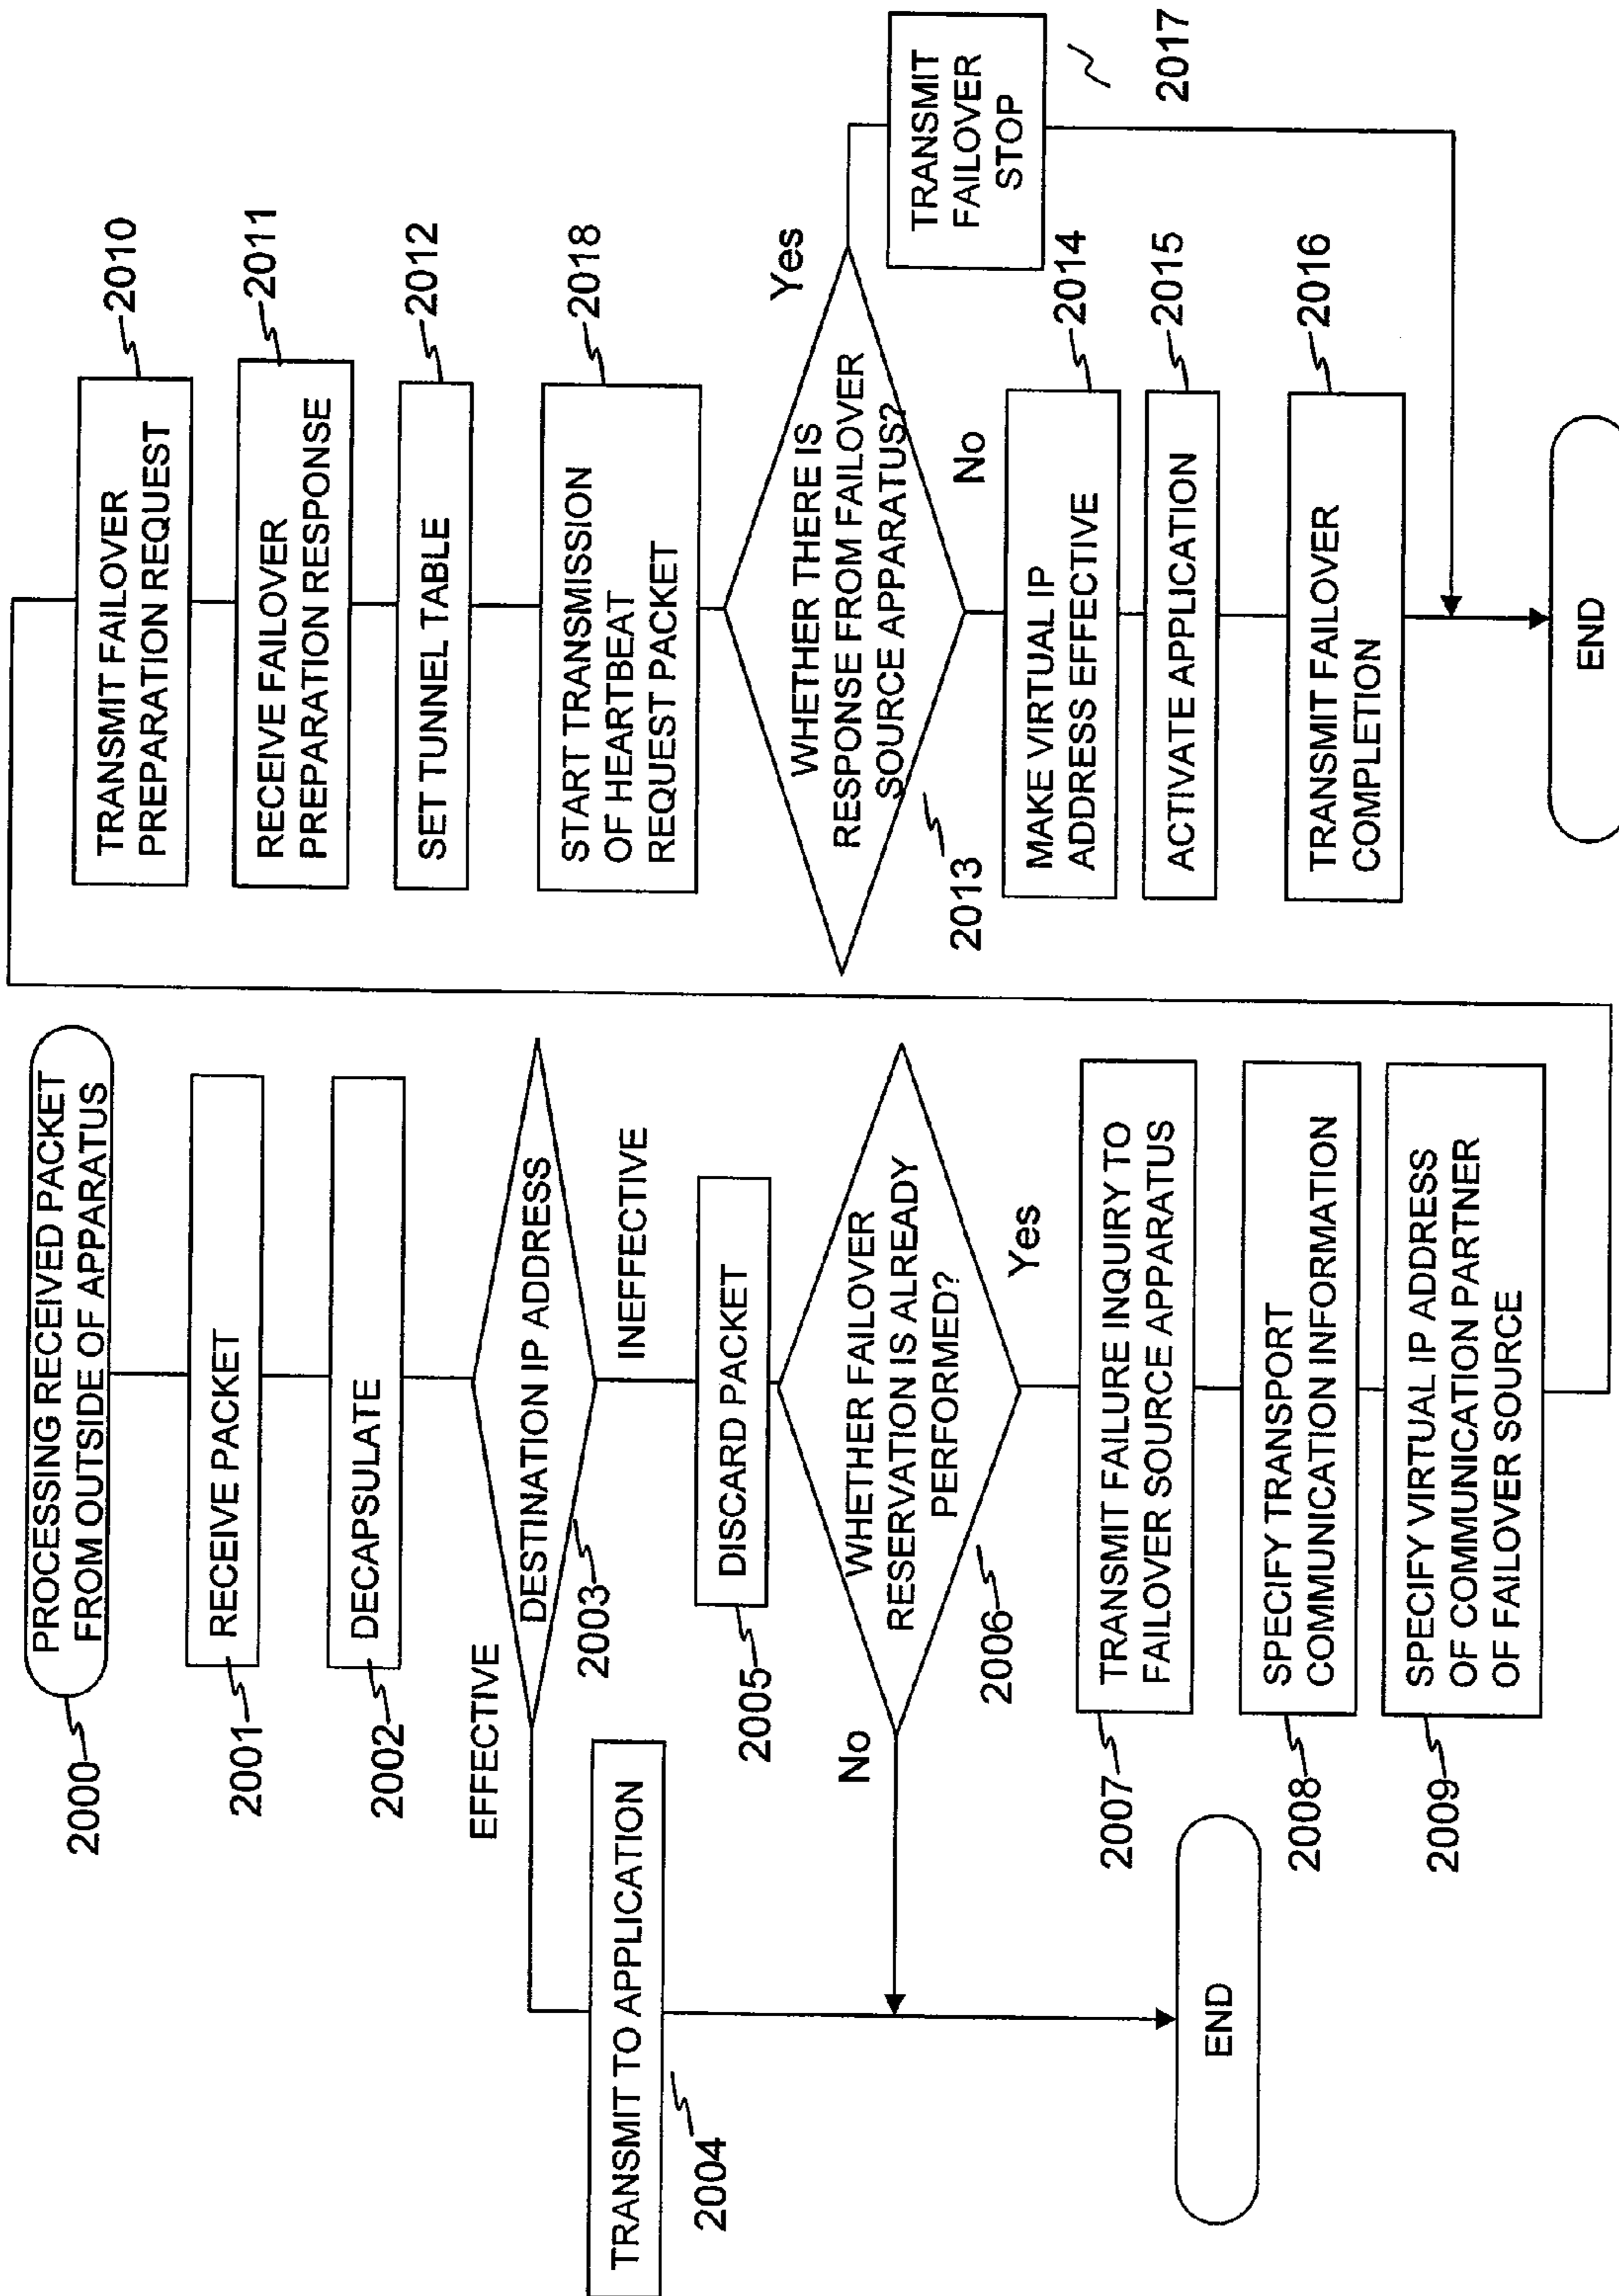 PROCESSING RECEIVED PACKET
FROM OUTSIDE OF APPARATUS
2000
RECEIVE PACKET
2001
DECAPSULATE
2002
DESTINATION IP ADDRESS
2003
EFFECTIVE
INEFFECTIVE
TRANSMIT TO APPLICATION
2004
DISCARD PACKET
2005
WHETHER FAILOVER
RESERVATION IS ALREADY
PERFORMED?
2006
No
Yes
TRANSMIT FAILURE INQUIRY TO
FAILOVER SOURCE APPARATUS
2007
SPECIFY TRANSPORT
COMMUNICATION INFORMATION
2008
SPECIFY VIRTUAL IP ADDRESS
OF COMMUNICATION PARTNER
OF FAILOVER SOURCE
2009
END
TRANSMIT FAILOVER
PREPARATION REQUEST
2010
RECEIVE FAILOVER
PREPARATION RESPONSE
2011
SET TUNNEL TABLE
2012
START TRANSMISSION
OF HEARTBEAT
REQUEST PACKET
2018
WHETHER THERE IS
RESPONSE FROM FAILOVER
SOURCE APPARATUS?
2013
Yes
No
TRANSMIT
FAILOVER
STOP
2017
MAKE VIRTUAL IP
ADDRESS EFFECTIVE
2014
ACTIVATE APPLICATION
2015
TRANSMIT FAILOVER
COMPLETION
2016
END